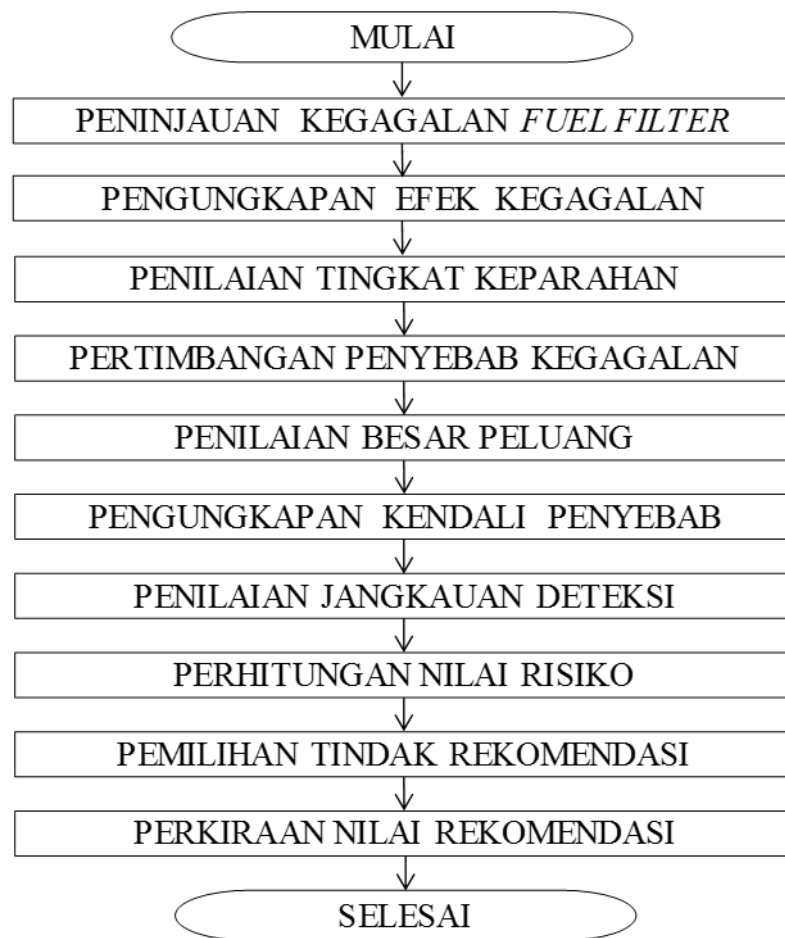 MULAI
PENINJAUAN KEGAGALAN FUEL FILTER
PENGUNGKAPAN EFEK KEGAGALAN
PENILAIAN TINGKAT KEPARAHAN
PERTIMBANGAN PENYEBAB KEGAGALAN
PENILAIAN BESAR PELUANG
PENGUNGKAPAN KENDALI PENYEBAB
PENILAIAN JANGKAUAN DETEKSI
PERHITUNGAN NILAI RISIKO
PEMILIHAN TINDAK REKOMENDASI
PERKIRAAN NILAI REKOMENDASI
SELESAI